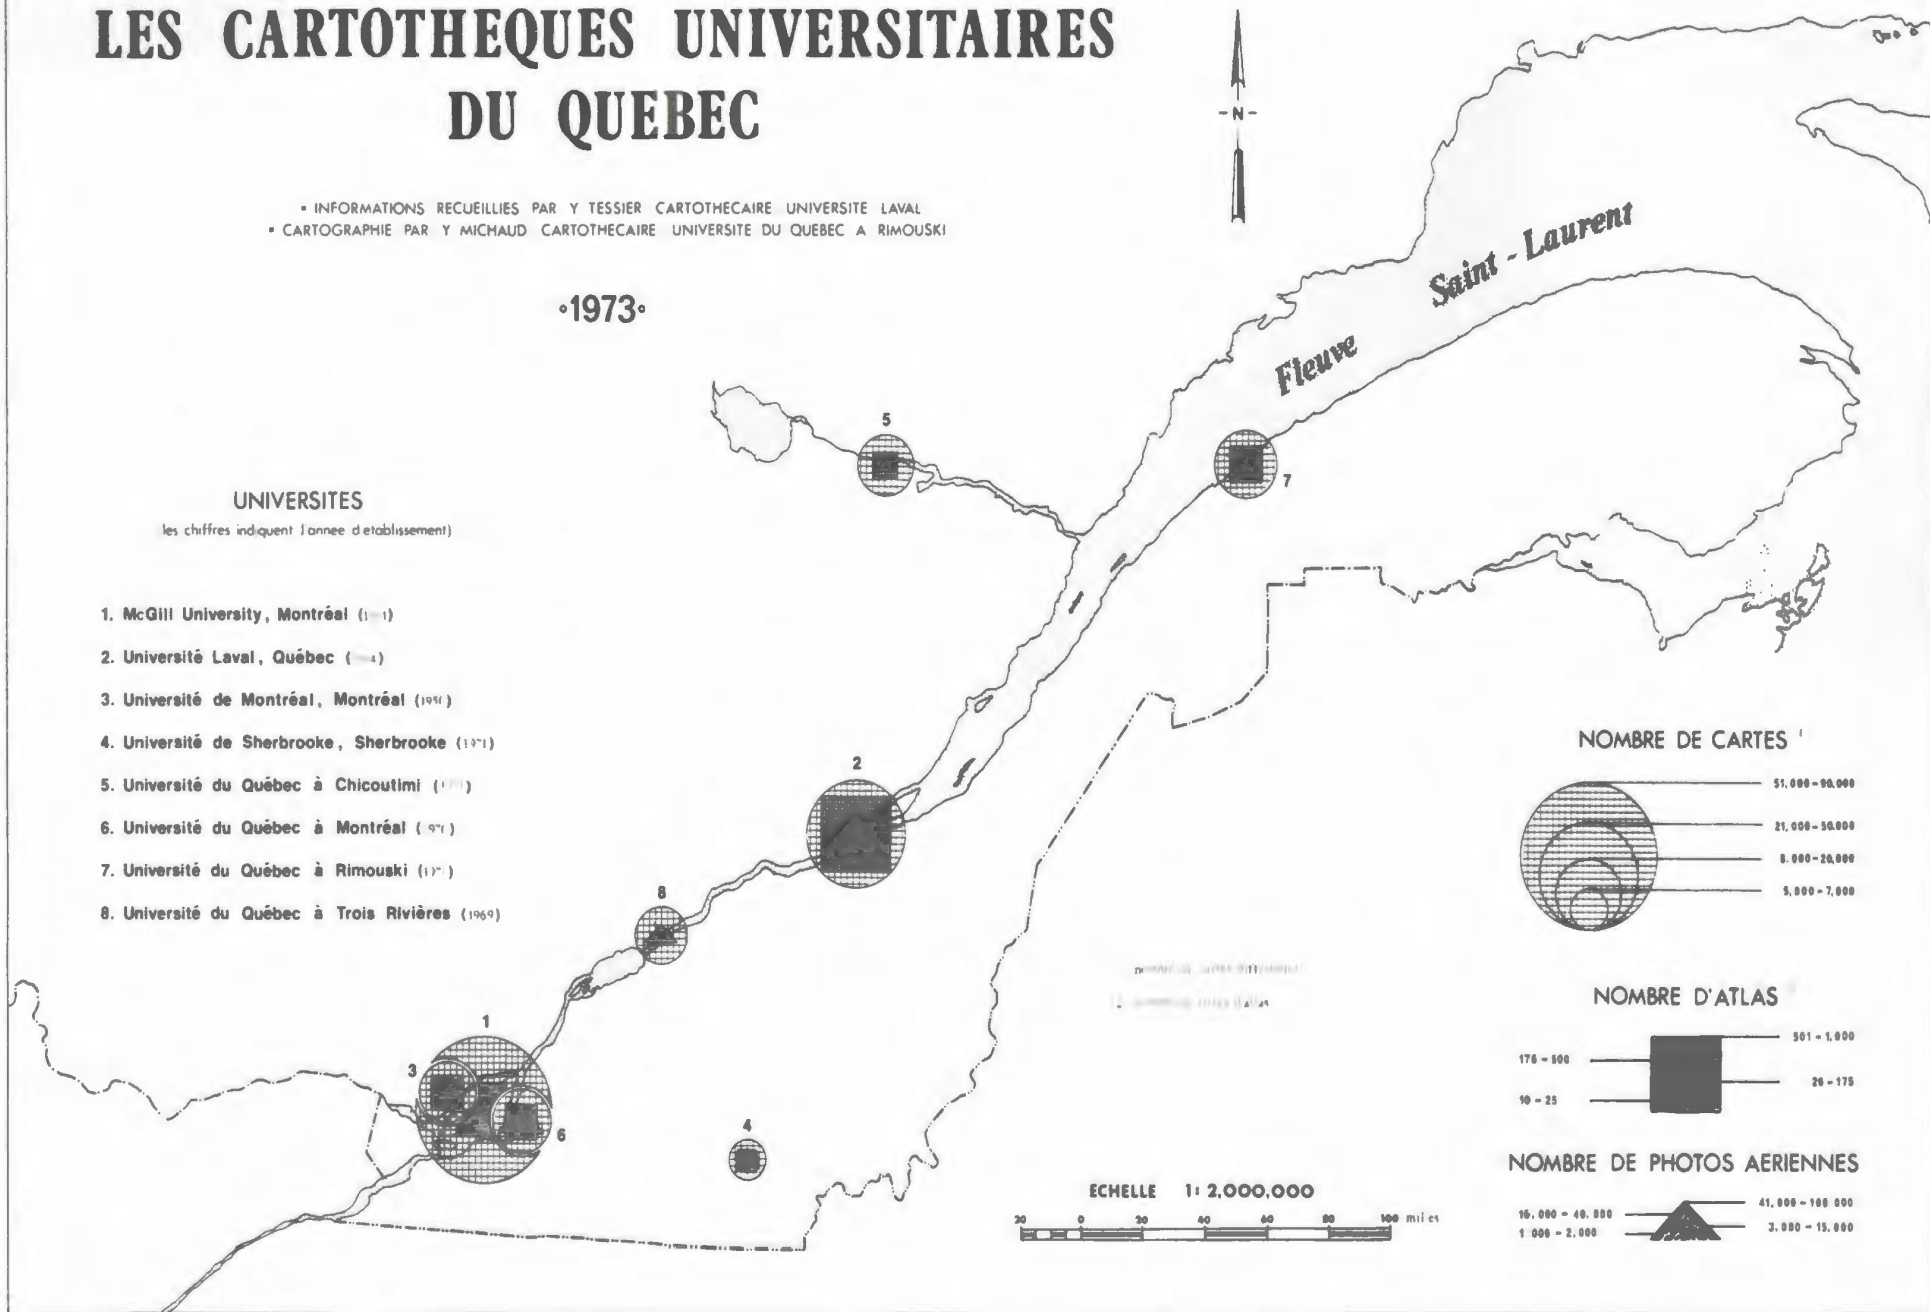 LES CARTOTHEQUES UNIVERSITAIRES
DU QUEBEC
• INFORMATIONS RECUEILLIES PAR Y TESSIER CARTOTHECAIRE UNIVERSITE LAVAL
• CARTOGRAPHIE PAR Y MICHAUD CARTOTHECAIRE UNIVERSITE DU QUEBEC A RIMOUSKI
•1973•
- N -
Fleuve Saint - Laurent
UNIVERSITES
les chiffres indiquent l'annee d etablissement)
1. McGill University, Montréal
2. Université Laval, Québec
3. Université de Montréal, Montréal
4. Université de Sherbrooke, Sherbrooke (1971)
5. Université du Québec à Chicoutimi
6. Université du Québec à Montréal
7. Université du Québec à Rimouski
8. Université du Québec à Trois Rivières (1969)
5
7
2
8
1
3
6
4
NOMBRE DE CARTES
51,000-90,000
21,000-50,000
8,000-20,000
5,000-7,000
NOMBRE D'ATLAS
501-1,000
176-500
26-175
10-25
NOMBRE DE PHOTOS AERIENNES
41,000-100 000
16,000-40,000
3,000-15,000
1 000-2,000
ECHELLE 1: 2,000,000
20 0 20 40 60 80 100 miles